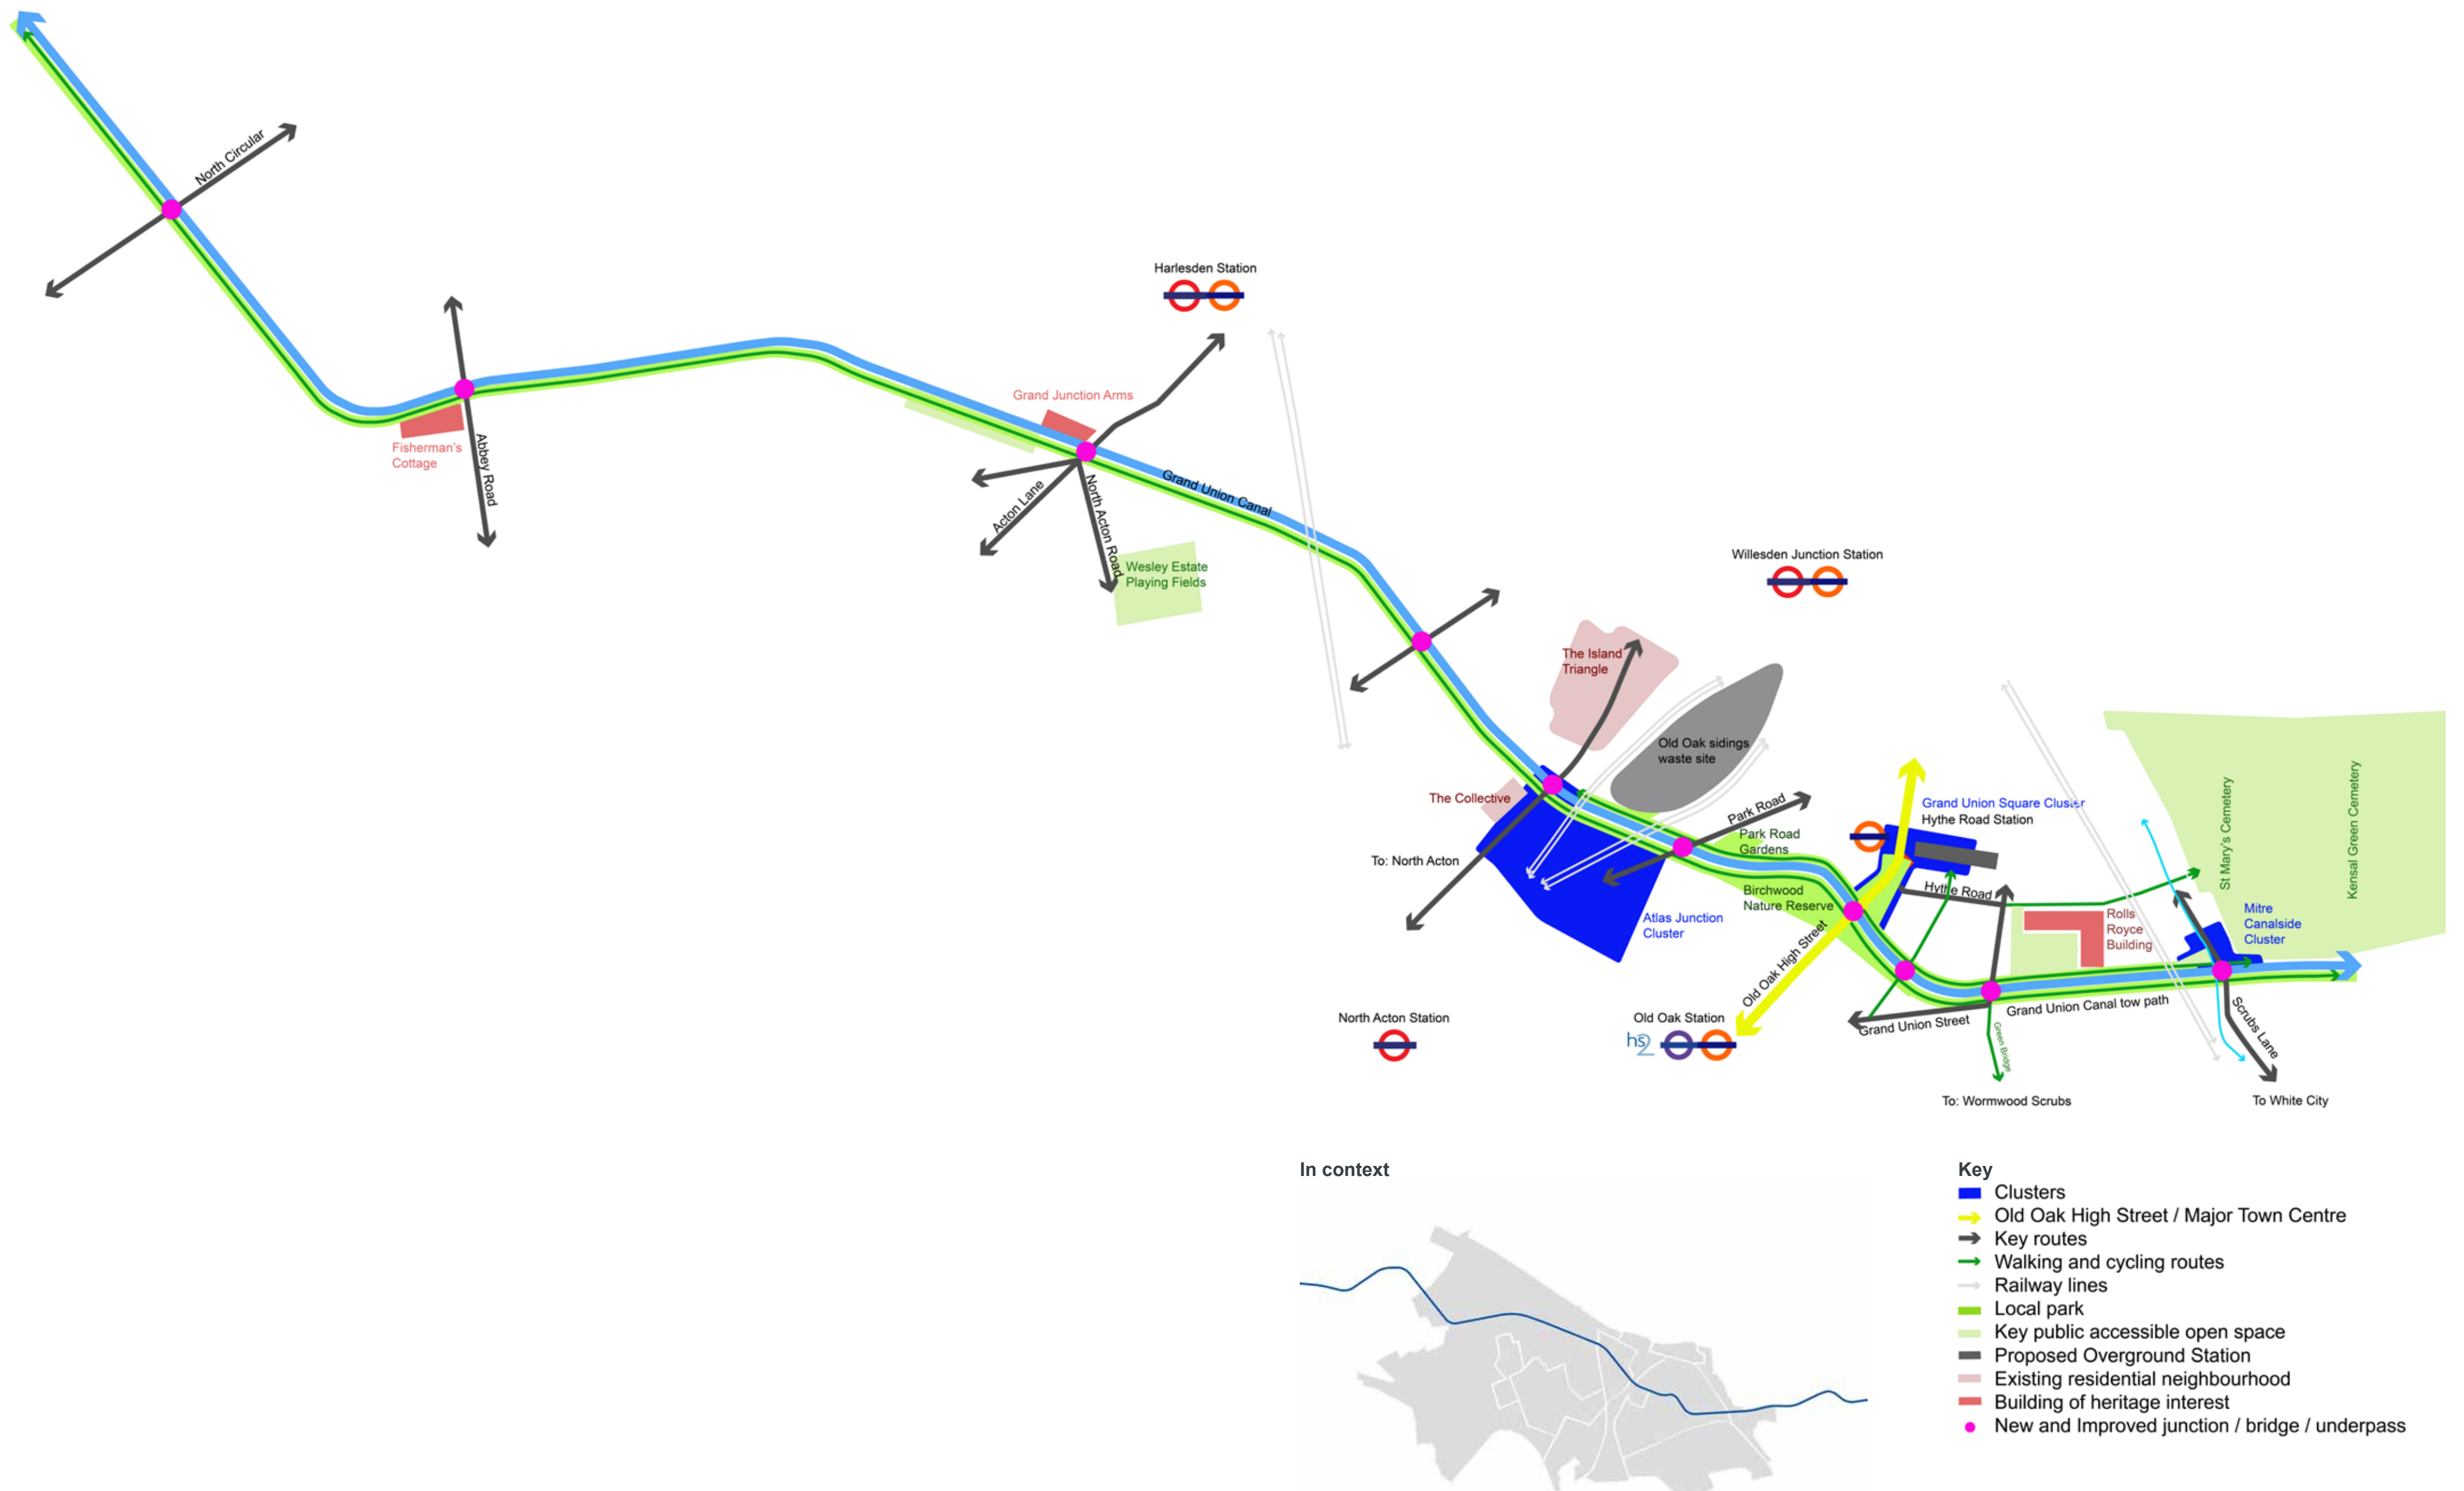 North Circular
Harlesden Station
Grand Junction Arms
Fisherman's
Cottage
Abbey Road
Acton Lane
North Acton Road
Grand Union Canal
Wesley Estate
Playing Fields
Willesden Junction Station
The Island
Triangle
Old Oak sidings
waste site
The Collective
Park Road
Park Road
Gardens
Grand Union Square Cluster
Hythe Road Station
To: North Acton
Birchwood
Nature Reserve
Hythe Road
St Mary's Cemetery
Kensal Green Cemetery
Atlas Junction
Cluster
Rolls
Royce
Building
Mitre
Canalside
Cluster
Old Oak High Street
North Acton Station
Old Oak Station
hs2
Grand Union Street
Grand Union Canal tow path
Green Bridge
Scrubs Lane
To: Wormwood Scrubs
To White City
In context
Key
Clusters
Old Oak High Street / Major Town Centre
Key routes
Walking and cycling routes
Railway lines
Local park
Key public accessible open space
Proposed Overground Station
Existing residential neighbourhood
Building of heritage interest
New and Improved junction / bridge / underpass